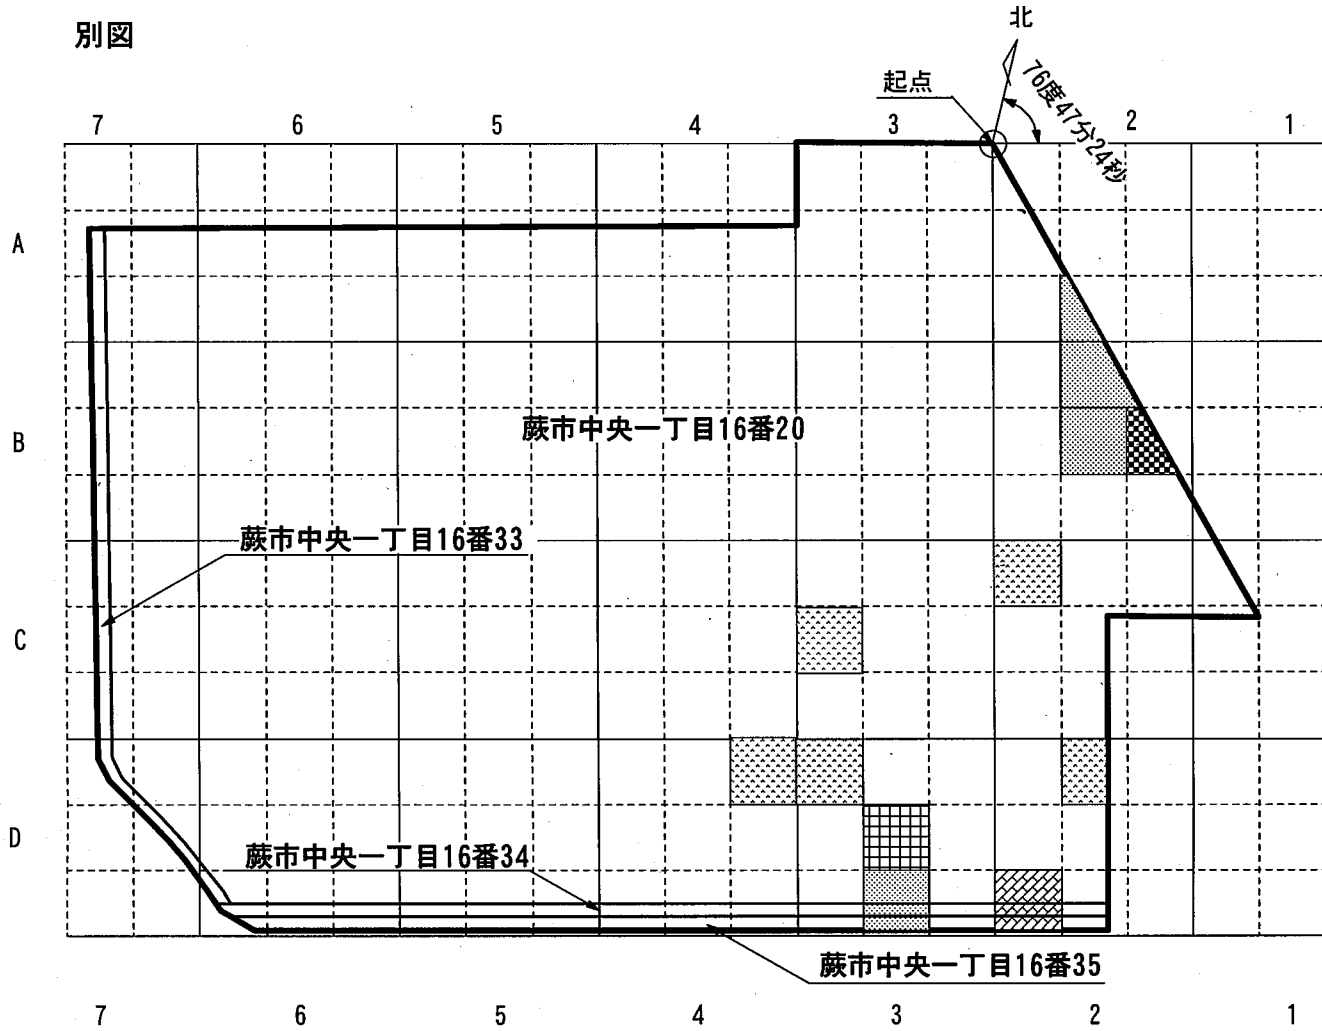 別図
北
起点
76度47分24秒
7 6 5 4 3 2 1
A
蕨市中央一丁目16番20
B
蕨市中央一丁目16番33
C
D
蕨市中央一丁目16番34
蕨市中央一丁目16番35
7 6 5 4 3 2 1